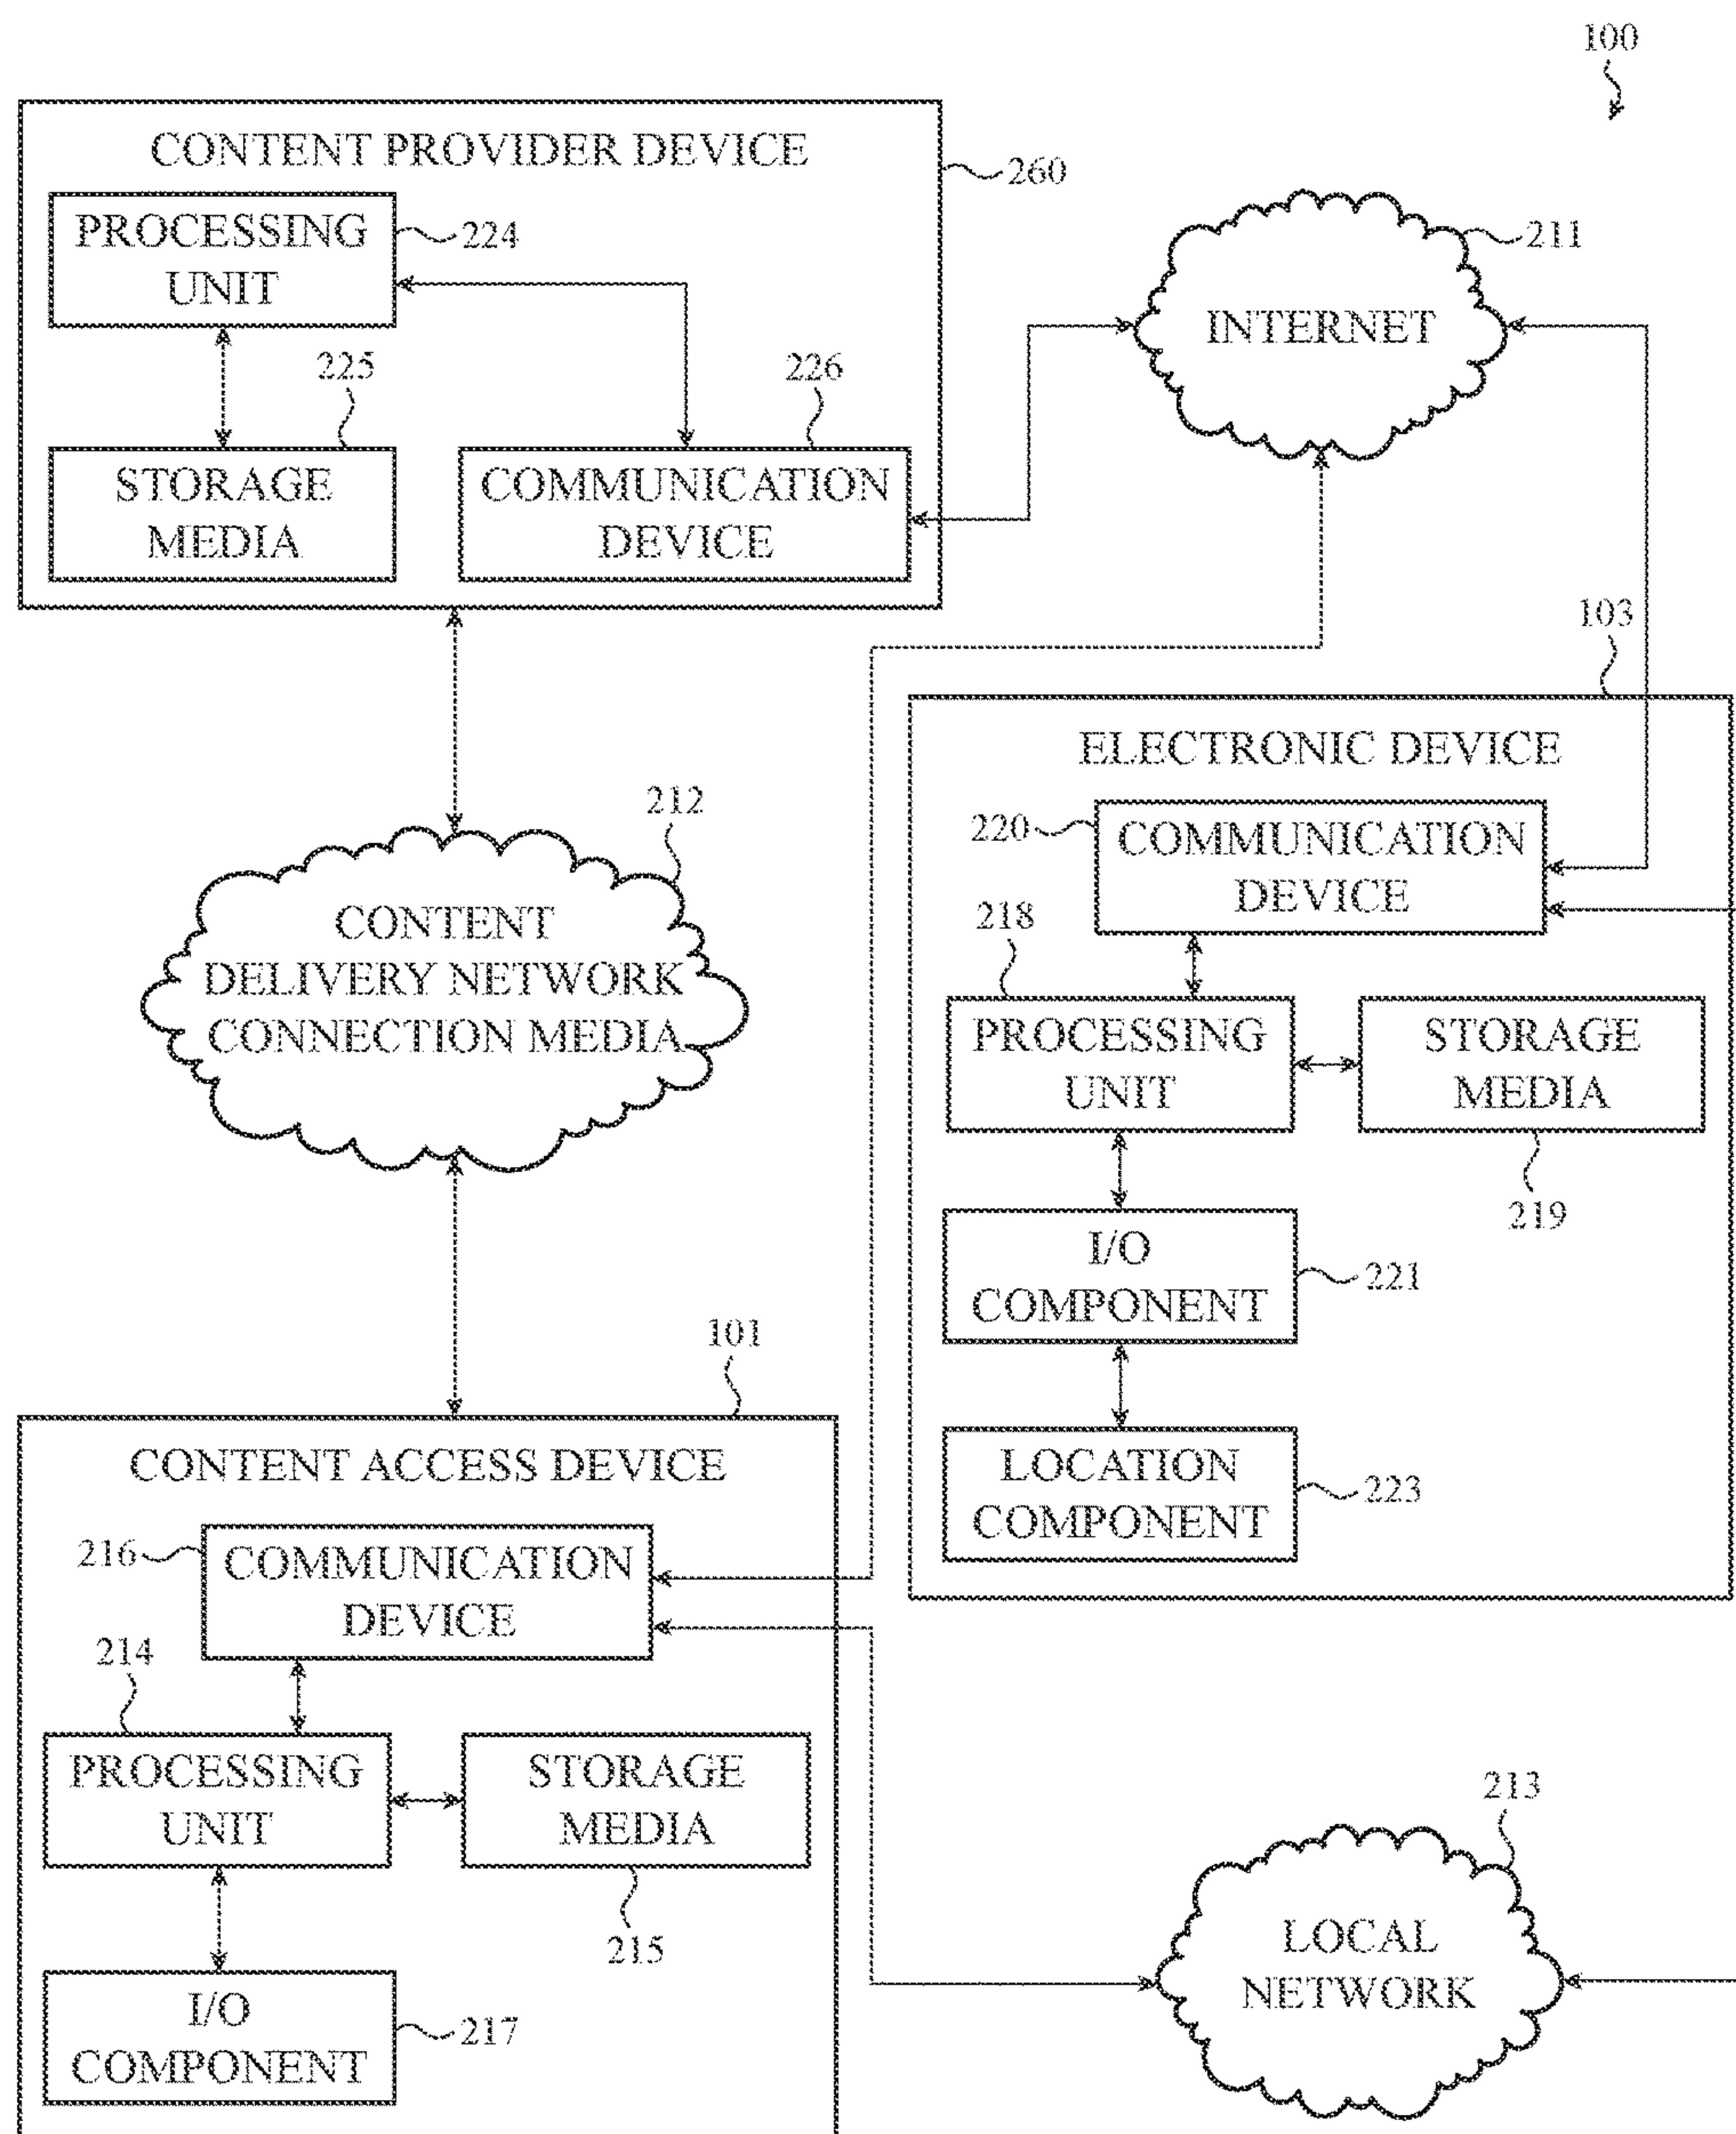 100
CONTENT PROVIDER DEVICE
260
PROCESSING
UNIT
224
225
226
STORAGE
MEDIA
COMMUNICATION
DEVICE
211
INTERNET
212
CONTENT
DELIVERY NETWORK
CONNECTION MEDIA
103
ELECTRONIC DEVICE
220
COMMUNICATION
DEVICE
218
PROCESSING
UNIT
STORAGE
MEDIA
219
I/O
COMPONENT
221
LOCATION
COMPONENT
223
101
CONTENT ACCESS DEVICE
216
COMMUNICATION
DEVICE
214
PROCESSING
UNIT
STORAGE
MEDIA
215
I/O
COMPONENT
217
213
LOCAL
NETWORK